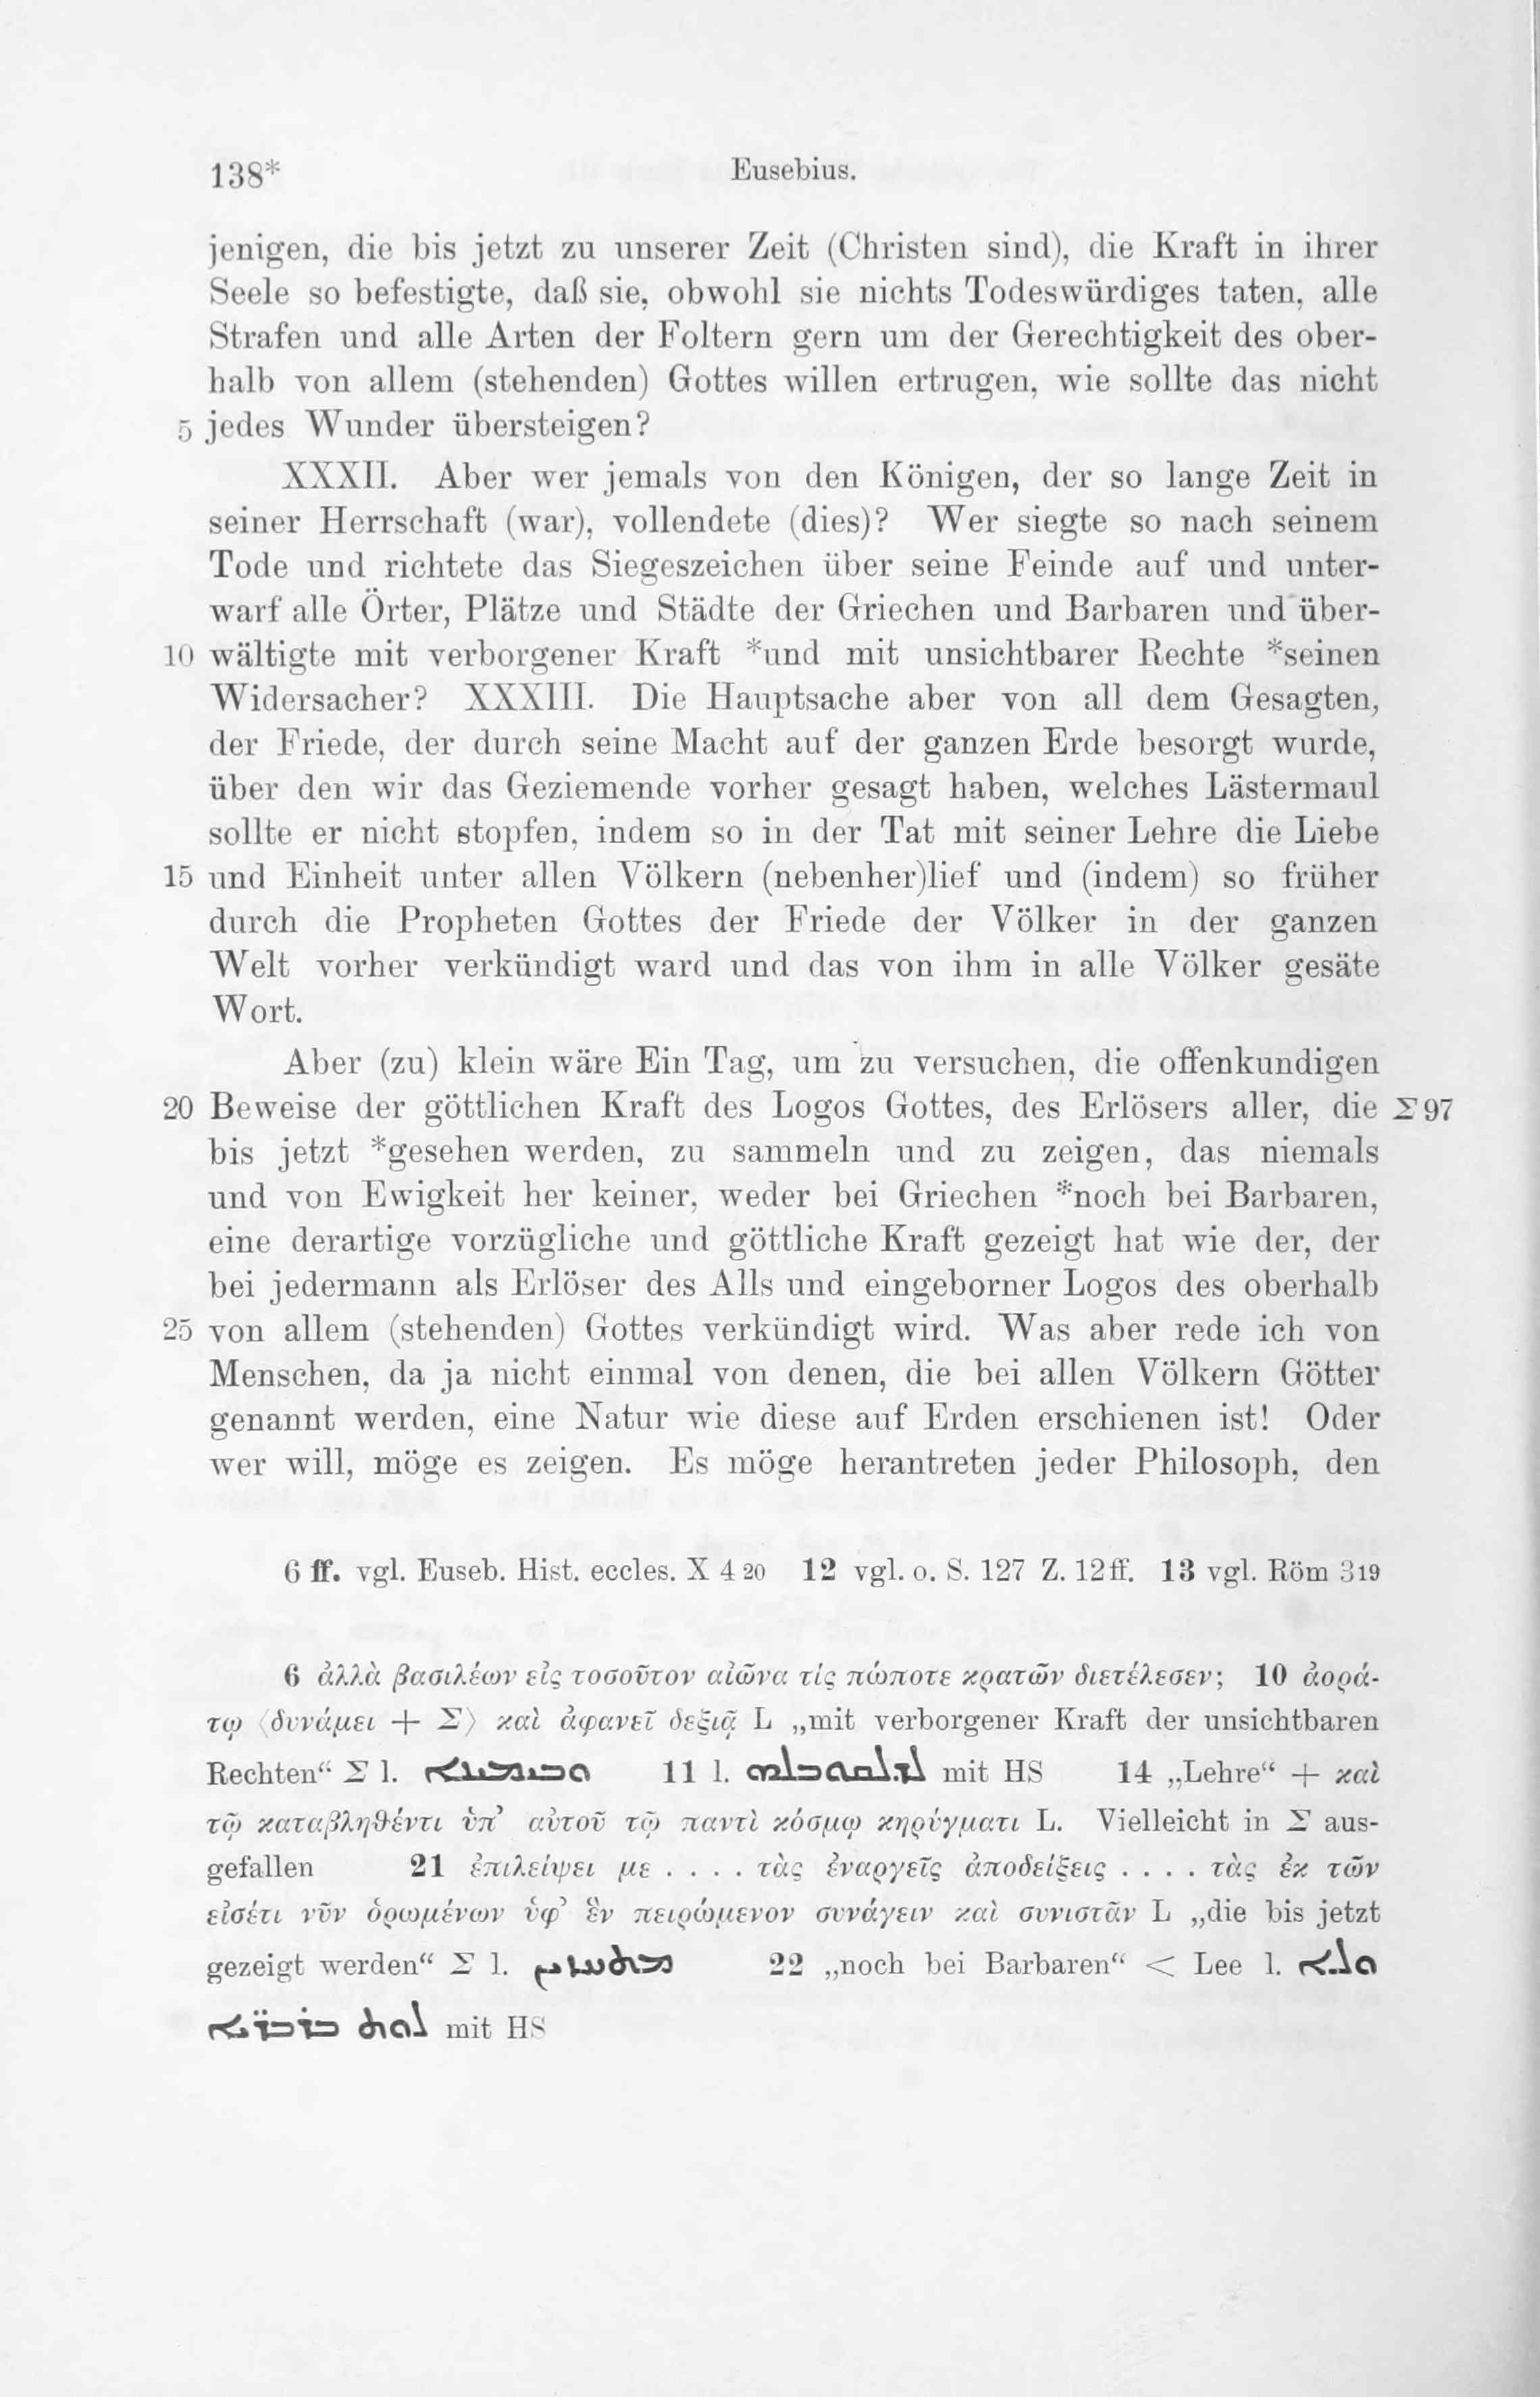 138*
Eusebius.
jenigen, die bis jetzt zu unserer Zeit (Christen sind), die Kraft in ihrer
Seele so befestigte, daß sie, obwohl sie nichts Todeswürdiges taten, alle
Strafen und alle Arten der Foltern gern um der Gerechtigkeit des ober-
halb von allem (stehenden) Gottes willen ertrugen, wie sollte das nicht
5 jedes Wunder übersteigen?
XXXII. Aber wer jemals von den Königen, der so lange Zeit in
seiner Herrschaft (war), vollendete (dies)? Wer siegte so nach seinem
Tode und richtete das Siegeszeichen über seine Feinde auf und unter-
warf alle Örter, Plätze und Städte der Griechen und Barbaren und über-
10 wältigte mit verborgener Kraft *und mit unsichtbarer Rechte *seinen
Widersacher? XXXIII. Die Hauptsache aber von all dem Gesagten,
der Friede, der durch seine Macht auf der ganzen Erde besorgt wurde,
über den wir das Geziemende vorher gesagt haben, welches Lästermaul
sollte er nicht stopfen, indem so in der Tat mit seiner Lehre die Liebe
15 und Einheit unter allen Völkern (nebenher)lief und (indem) so früher
durch die Propheten Gottes der Friede der Völker in der ganzen
Welt vorher verkündigt ward und das von ihm in alle Völker gesäte
Wort.
Aber (zu) klein wäre Ein Tag, um zu versuchen, die offenkundigen
20 Beweise der göttlichen Kraft des Logos Gottes, des Erlösers aller, die Σ 97
bis jetzt *gesehen werden, zu sammeln und zu zeigen, das niemals
und von Ewigkeit her keiner, weder bei Griechen *noch bei Barbaren,
eine derartige vorzügliche und göttliche Kraft gezeigt hat wie der, der
bei jedermann als Erlöser des Alls und eingeborner Logos des oberhalb
25 von allem (stehenden) Gottes verkündigt wird. Was aber rede ich von
Menschen, da ja nicht einmal von denen, die bei allen Völkern Götter
genannt werden, eine Natur wie diese auf Erden erschienen ist! Oder
wer will, möge es zeigen. Es möge herantreten jeder Philosoph, den
6 ff. vgl. Euseb. Hist. eccles. X 4 20 12 vgl. o. S. 127 Z. 12 ff. 13 vgl. Röm 3 19
6 ἀλλὰ βασιλέων εἰς τοσοῦτον αἰῶνα τίς πώποτε κρατῶν διετέλεσεν; 10 ἀορά-
τῳ ⟨δυνάμει + Σ⟩ καὶ ἀφανεῖ δεξιᾷ L „mit verborgener Kraft der unsichtbaren
Rechten“ Σ l. ܘܒܝܡܝܢܐ 11 l. ܠܕܠܩܘܒܠܗ mit HS 14 „Lehre“ + καὶ
τῷ καταβληθέντι ὑπ’ αὐτοῦ τῷ παντὶ κόσμῳ κηρύγματι L. Vielleicht in Σ aus-
gefallen 21 ἐπιλείψει με . . . . τὰς ἐναργεῖς ἀποδείξεις . . . . τὰς ἐκ τῶν
εἰσέτι νῦν ὁρωμένων ὑφ’ ἓν πειρώμενον συνάγειν καὶ συνιστᾶν L „die bis jetzt
gezeigt werden“ Σ l. ܡܬܚܙܝܢ 22 „noch bei Barbaren“ < Lee l. ܘܠܐ
ܠܘܬ ܒܪܒܪ̈ܝܐ mit HS